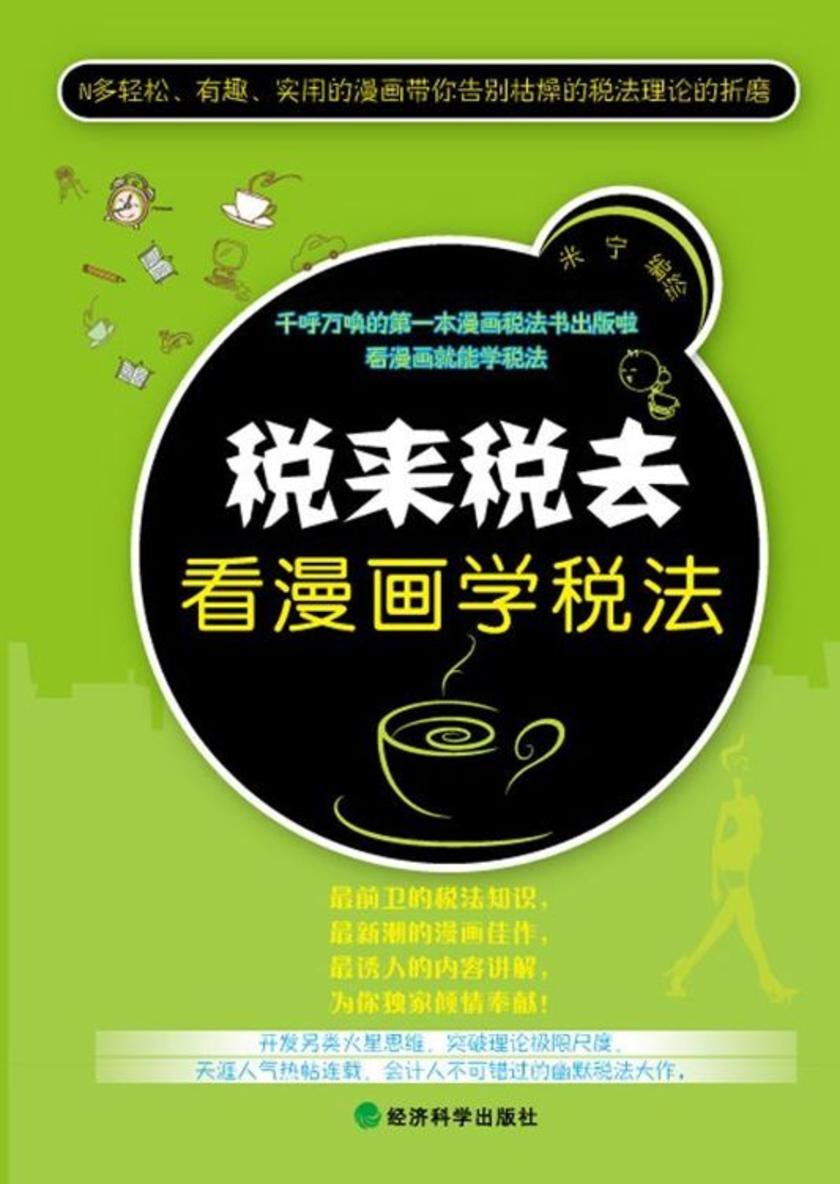 N多轻松、有趣、实用的漫画带你告别枯燥的税法理论的折磨
米宁 编绘
千呼万唤的第一本漫画税法书出版啦
看漫画就能学税法
税来税去
看漫画学税法
最前卫的税法知识，
最新潮的漫画佳作，
最诱人的内容讲解，
为你独家倾情奉献！
开发另类火星思维，突破理论极限尺度，
天涯人气热帖连载，会计人不可错过的幽默税法大作。
经济科学出版社